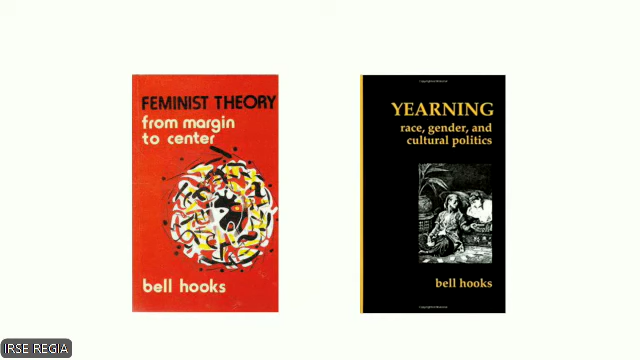 FEMINIST THEORY
from margin
to center
bell hooks
YEARNING
race, gender, and
cultural politics
bell hooks
IRSE REGIA